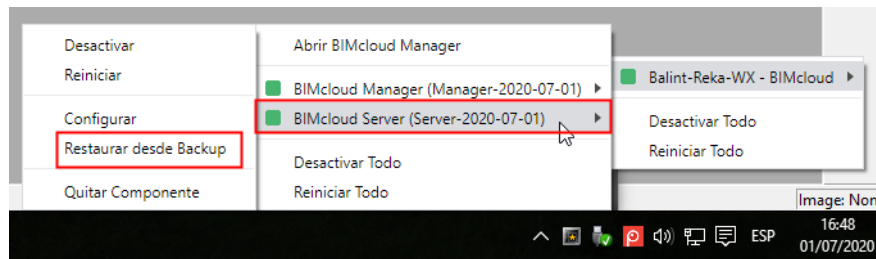 Desactivar
Reiniciar
Configurar
Restaurar desde Backup
Quitar Componente
Abrir BIMcloud Manager
BIMcloud Manager (Manager-2020-07-01)
BIMcloud Server (Server-2020-07-01)
Desactivar Todo
Reiniciar Todo
Balint-Reka-WX - BIMcloud
Desactivar Todo
Reiniciar Todo
Image: Non
ESP
16:48
01/07/2020